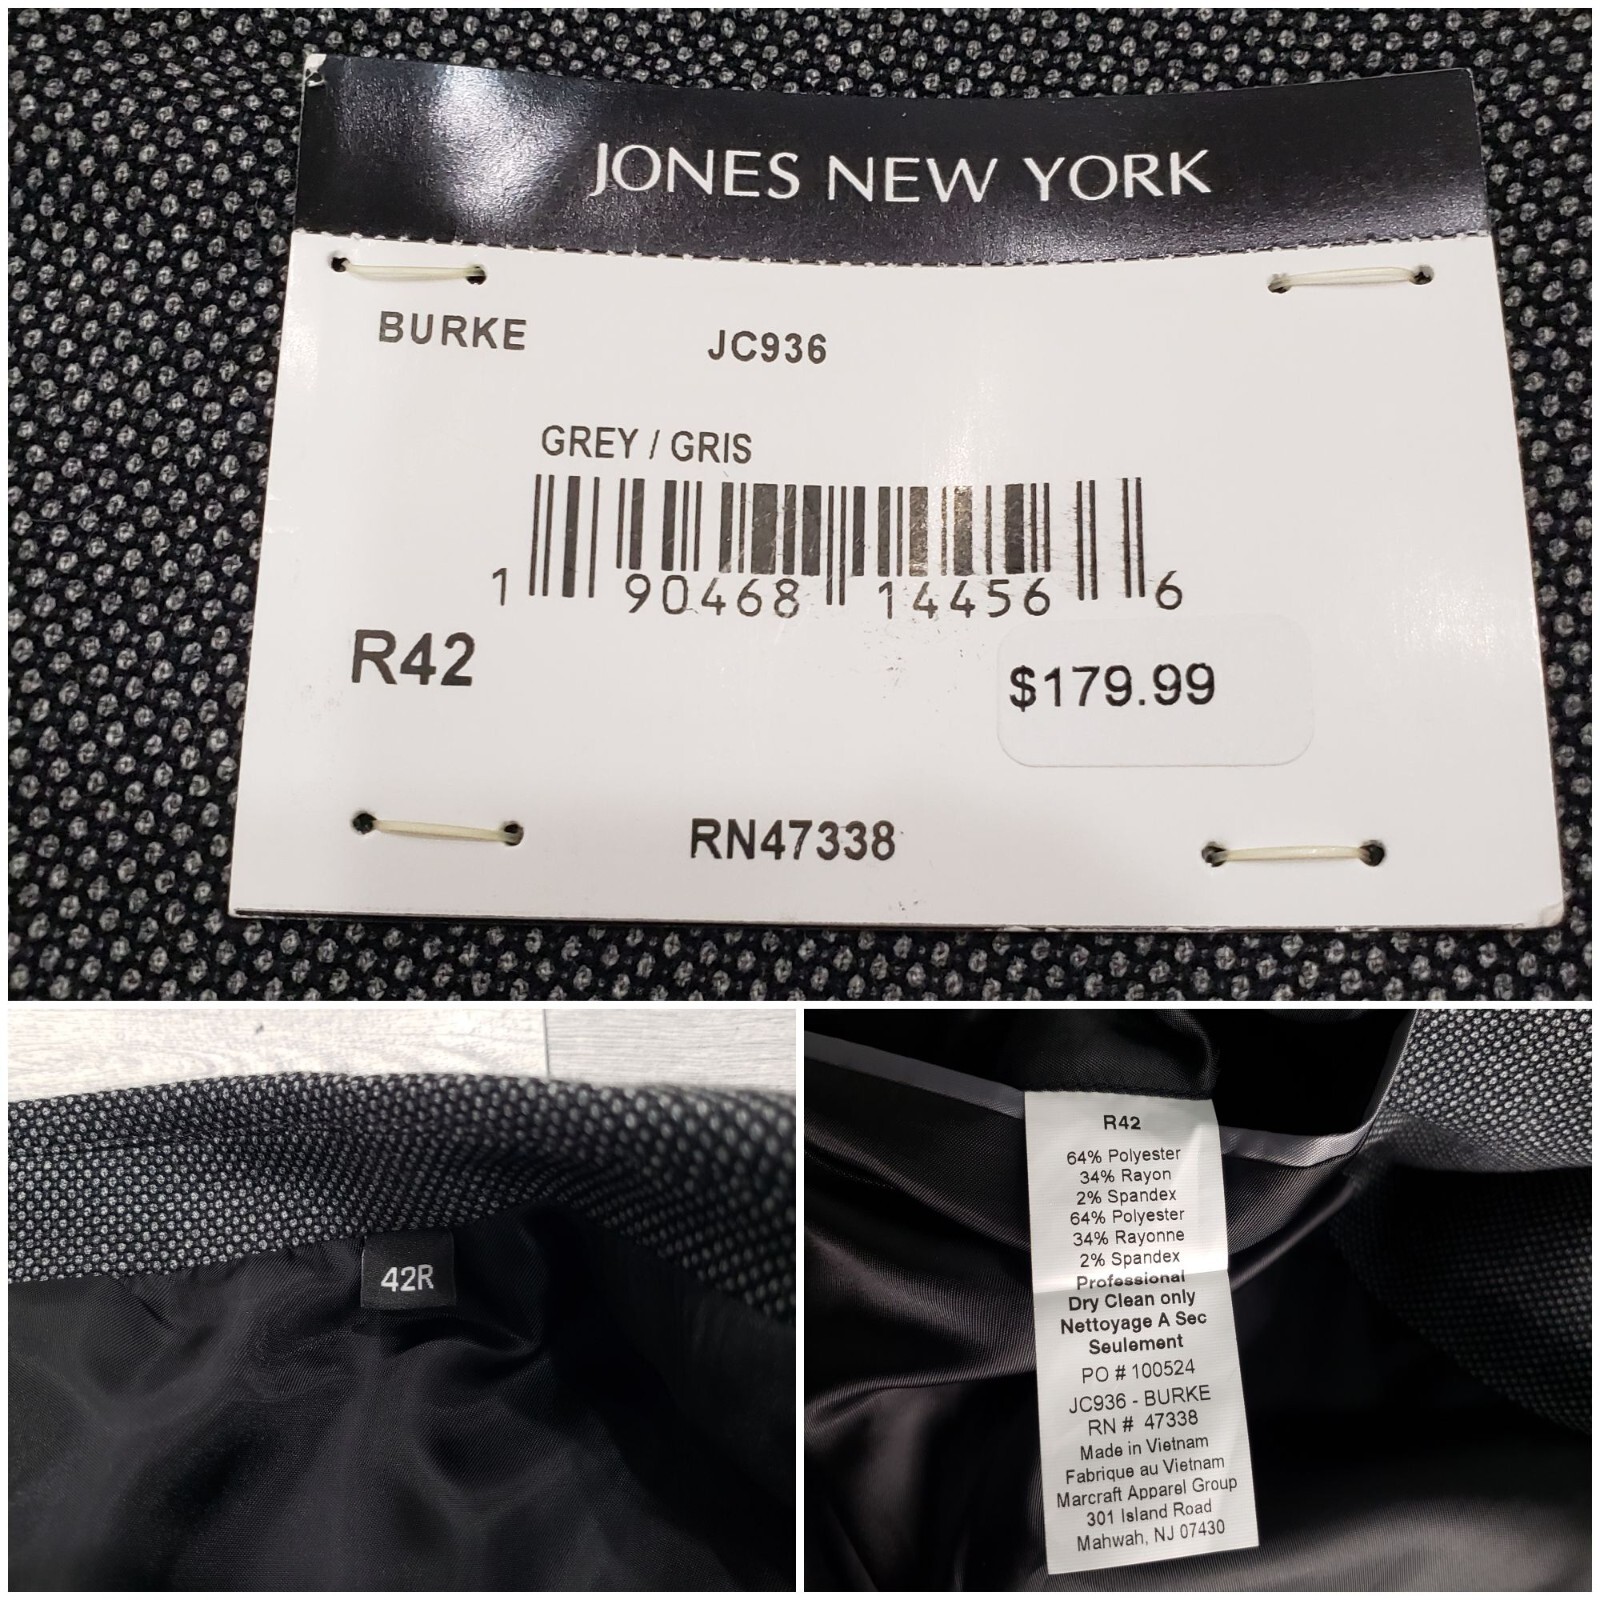 JONES NEW YORK
BURKE JC936
GREY / GRIS
1 90468 14456 6
R42
$179.99
RN47338
42R
R42
64% Polyester
34% Rayon
2% Spandex
64% Polyester
34% Rayonne
2% Spandex
Professional
Dry Clean only
Nettoyage A Sec
Seulement
PO # 100524
JC936 - BURKE
RN # 47338
Made in Vietnam
Fabrique au Vietnam
Marcraft Apparel Group
301 Island Road
Mahwah, NJ 07430